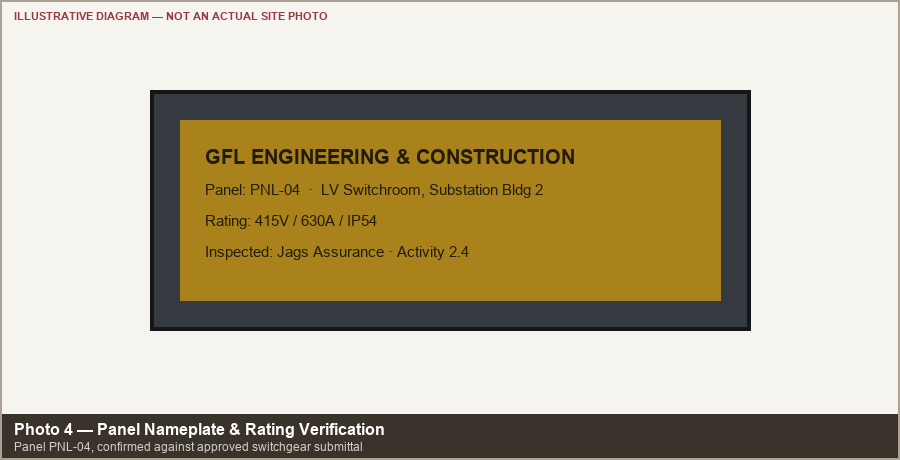 ILLUSTRATIVE DIAGRAM — NOT AN ACTUAL SITE PHOTO
GFL ENGINEERING & CONSTRUCTION
Panel: PNL-04 · LV Switchroom, Substation Bldg 2
Rating: 415V / 630A / IP54
Inspected: Jags Assurance · Activity 2.4
Photo 4 — Panel Nameplate & Rating Verification
Panel PNL-04, confirmed against approved switchgear submittal